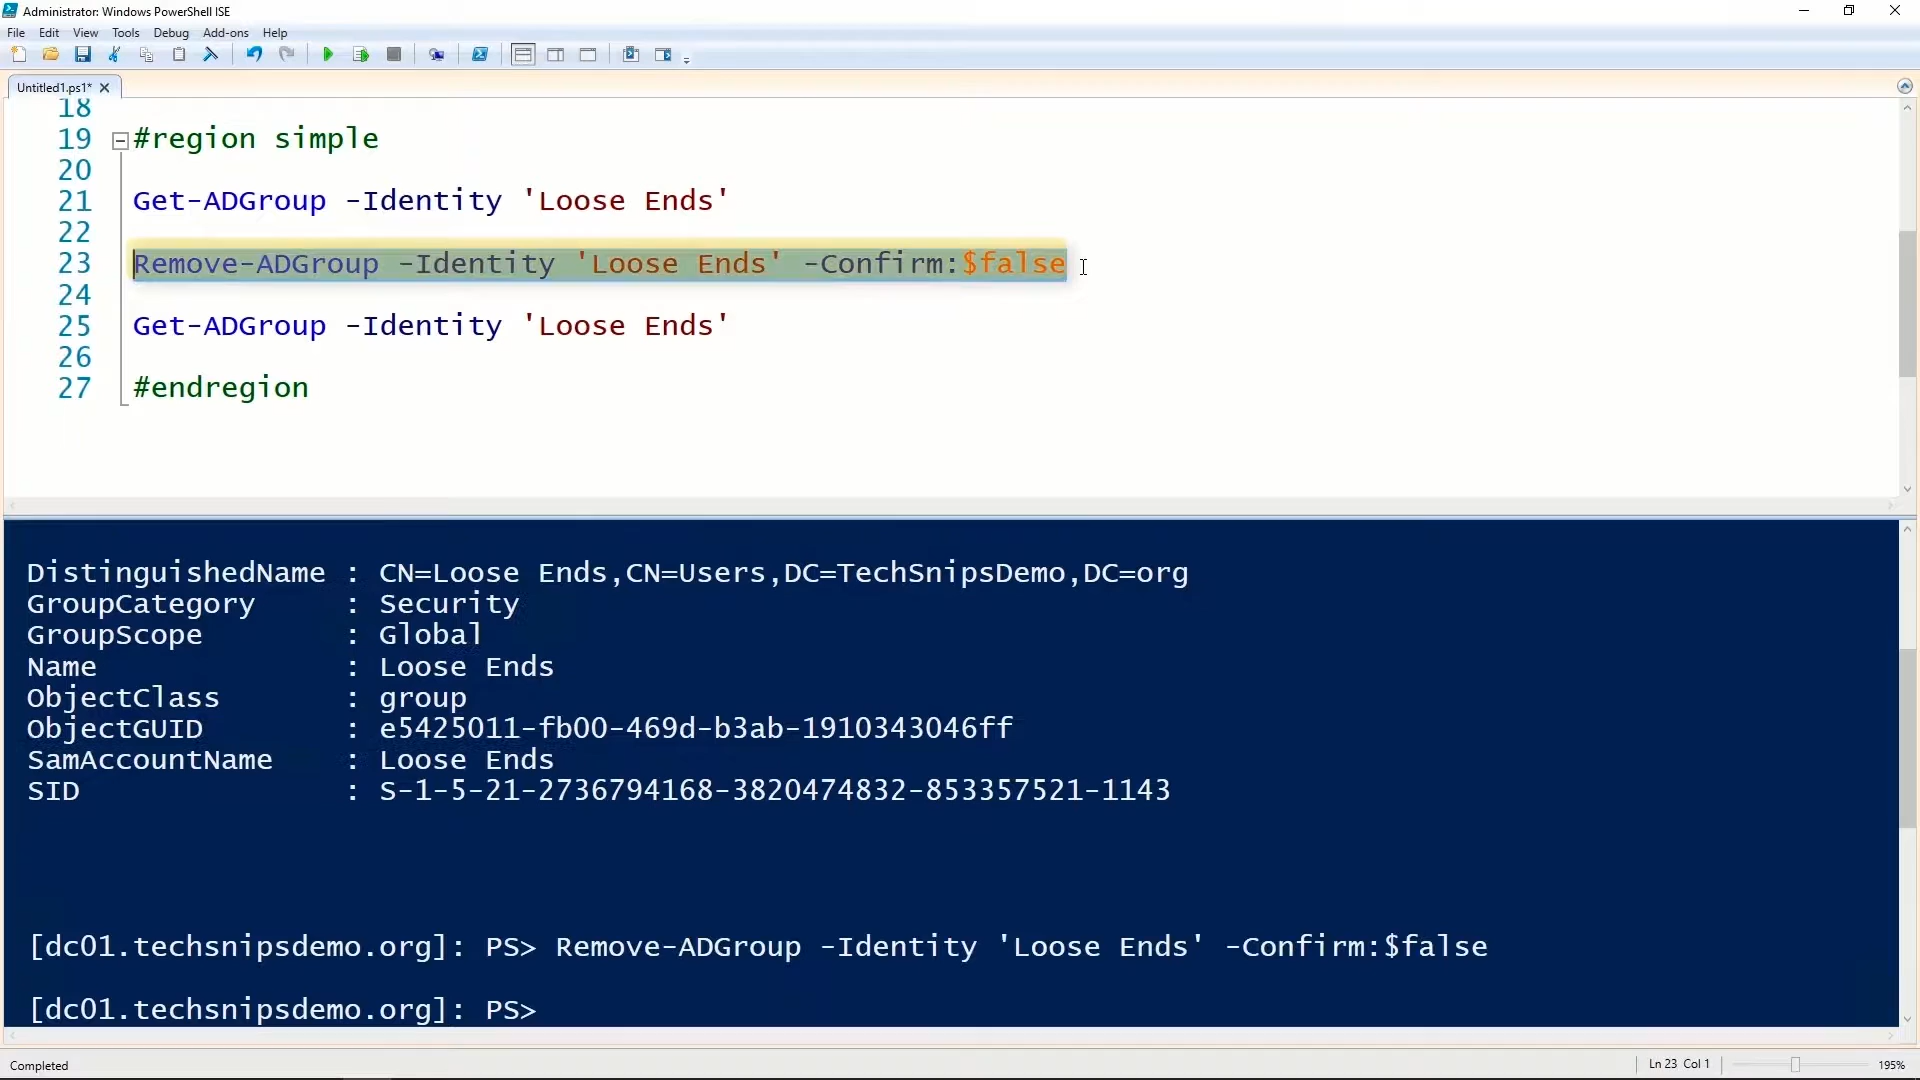 Administrator: Windows PowerShell ISE
File Edit View Tools Debug Add-ons Help
Untitled1.ps1*
18
19 #region simple
20
21 Get-ADGroup -Identity 'Loose Ends'
22
23 Remove-ADGroup -Identity 'Loose Ends' -Confirm:$false
24
25 Get-ADGroup -Identity 'Loose Ends'
26
27 #endregion
DistinguishedName : CN=Loose Ends,CN=Users,DC=TechSnipsDemo,DC=org
GroupCategory : Security
GroupScope : Global
Name : Loose Ends
ObjectClass : group
ObjectGUID : e5425011-fb00-469d-b3ab-1910343046ff
SamAccountName : Loose Ends
SID : S-1-5-21-2736794168-3820474832-853357521-1143
[dc01.techsnipsdemo.org]: PS> Remove-ADGroup -Identity 'Loose Ends' -Confirm:$false
[dc01.techsnipsdemo.org]: PS>
Completed Ln 23 Col 1 195%